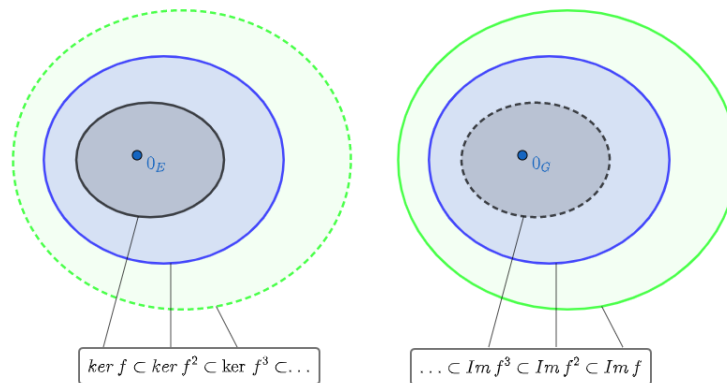 0_E
0_G
ker f ⊂ ker f² ⊂ ker f³ ⊂...
... ⊂ Im f³ ⊂ Im f² ⊂ Im f